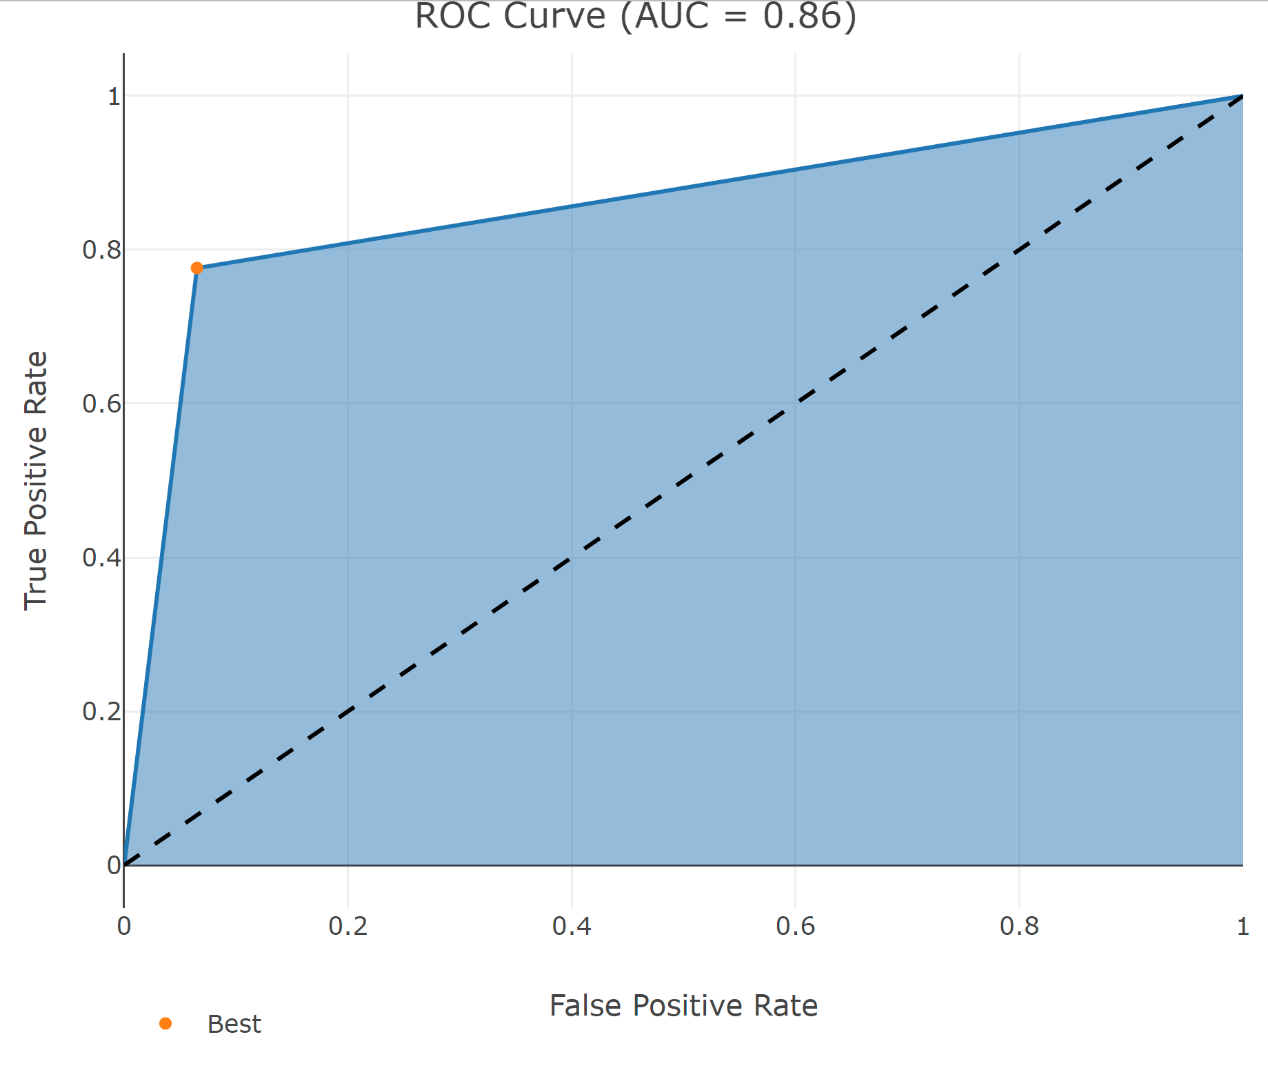 ROC Curve (AUC = 0.86)
True Positive Rate
1
0.8
0.6
0.4
0.2
0
0 0.2 0.4 0.6 0.8 1
False Positive Rate
Best